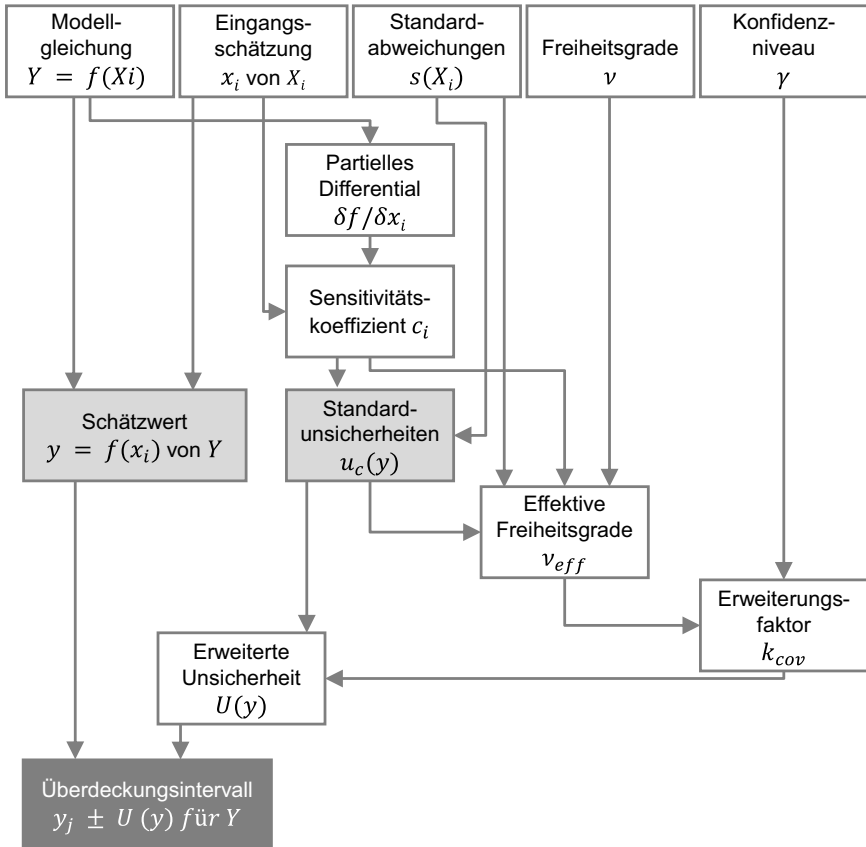 Modell-
gleichung
Y = f(Xi)
Eingangs-
schätzung
x_i von X_i
Standard-
abweichungen
s(X_i)
Freiheitsgrade
ν
Konfidenz-
niveau
γ
Partielles
Differential
δf/δx_i
Sensitivitäts-
koeffizient c_i
Schätzwert
y = f(x_i) von Y
Standard-
unsicherheiten
u_c(y)
Effektive
Freiheitsgrade
ν_eff
Erweiterungs-
faktor
k_cov
Erweiterte
Unsicherheit
U(y)
Überdeckungsintervall
y_j ± U (y) für Y